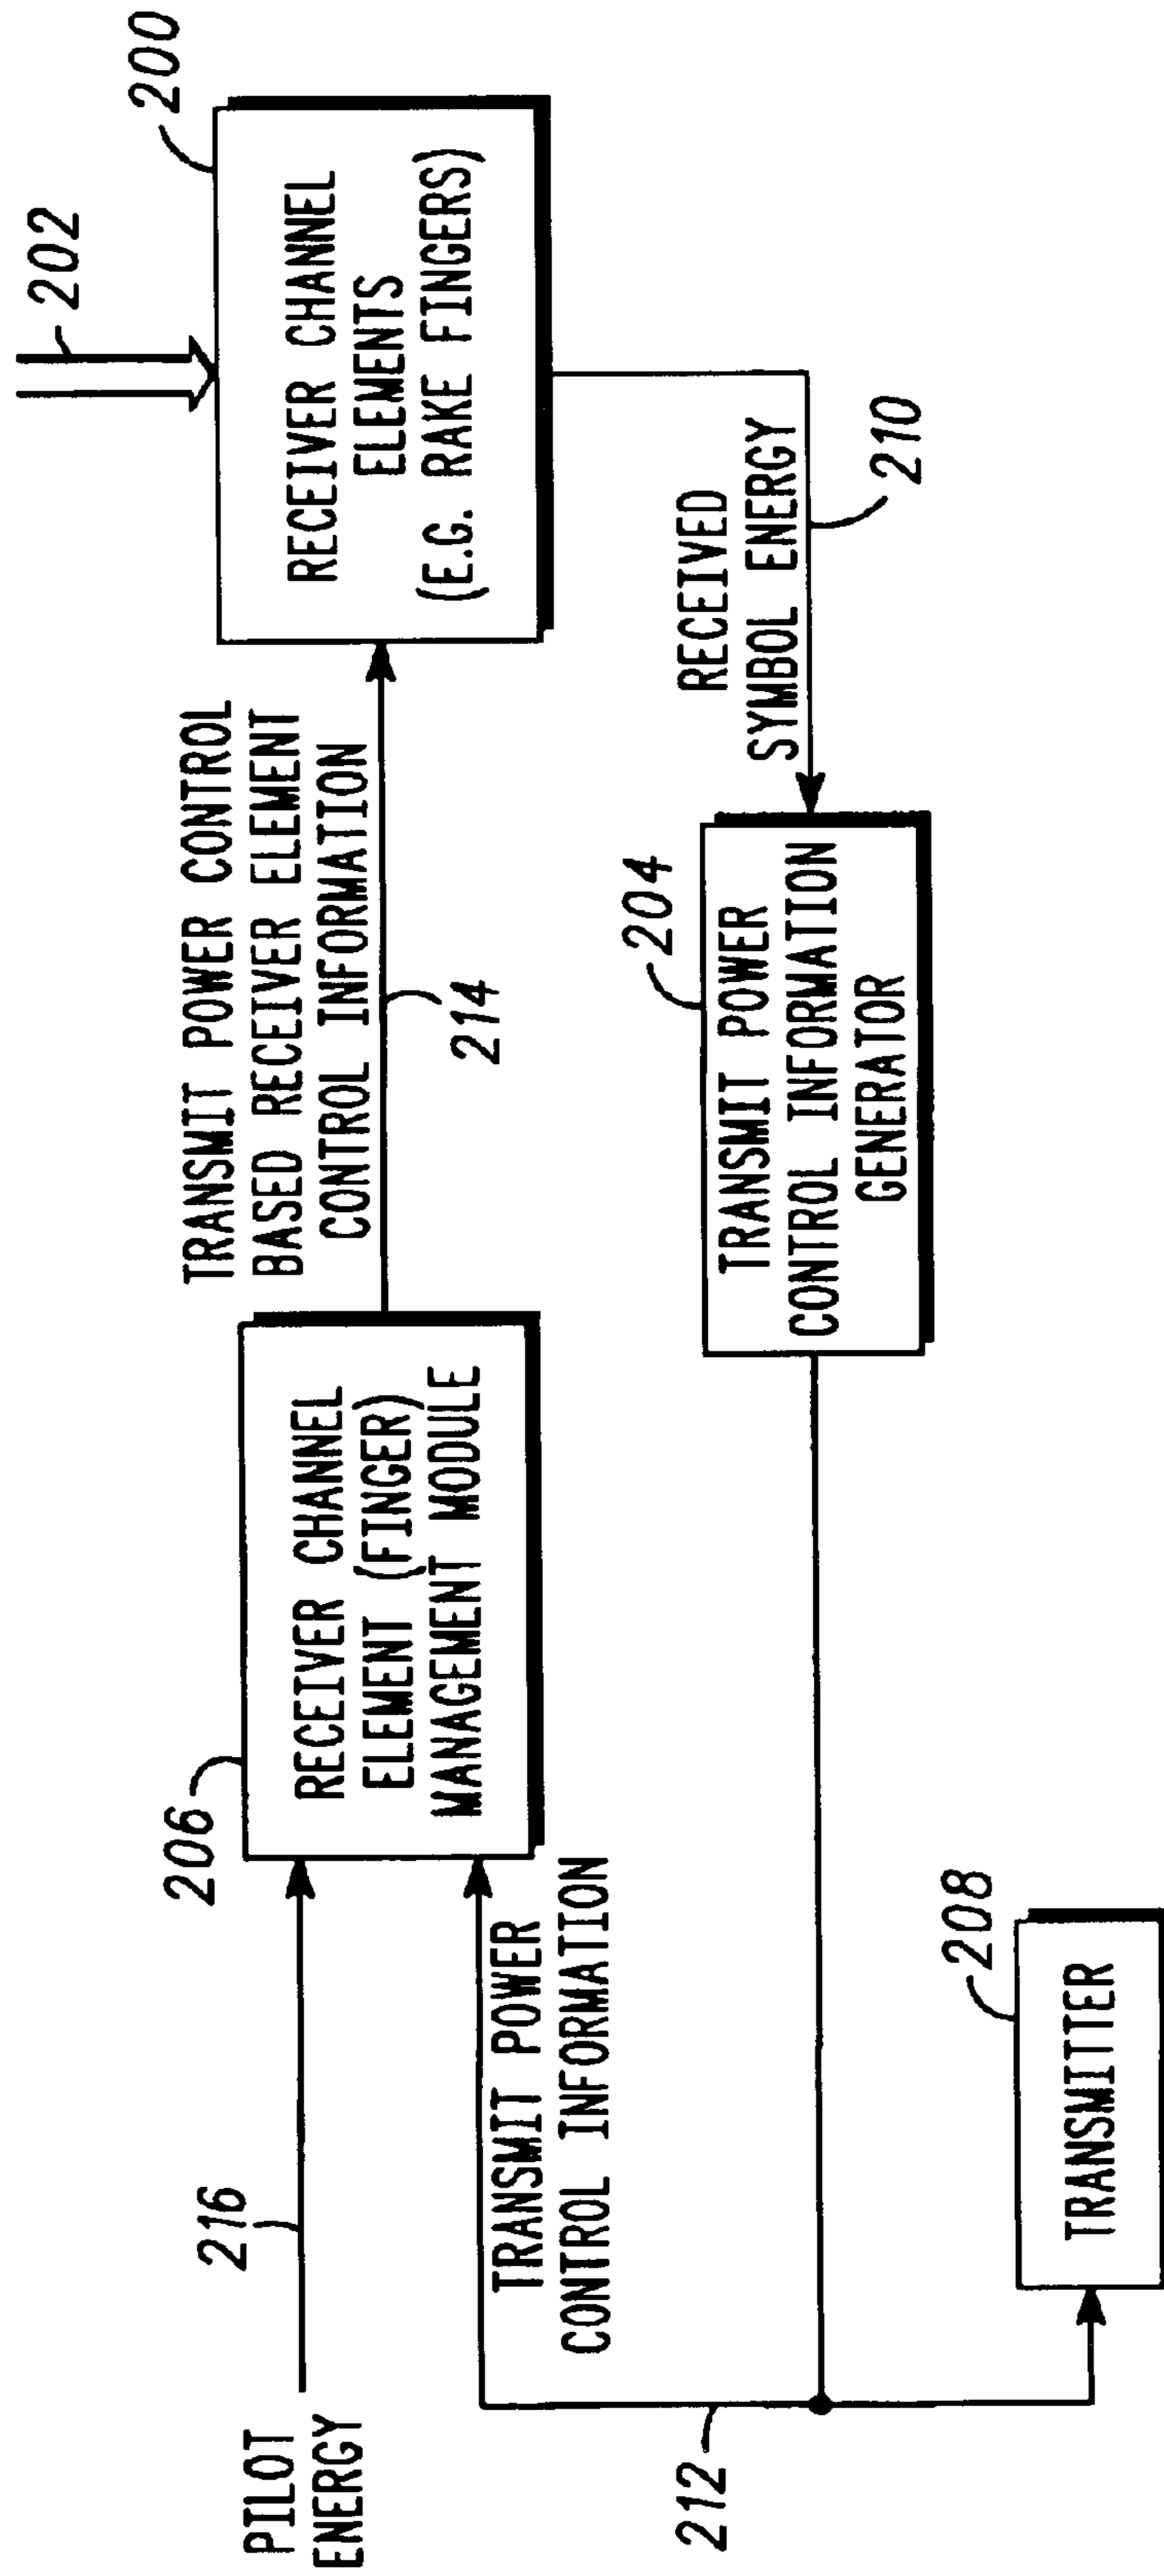 202
200
RECEIVER CHANNEL
ELEMENTS
(E.G. RAKE FINGERS)
TRANSMIT POWER CONTROL
BASED RECEIVER ELEMENT
CONTROL INFORMATION
214
206
RECEIVER CHANNEL
ELEMENT (FINGER)
MANAGEMENT MODULE
216
PILOT
ENERGY
TRANSMIT POWER
CONTROL INFORMATION
212
RECEIVED
SYMBOL ENERGY
210
204
TRANSMIT POWER
CONTROL INFORMATION
GENERATOR
208
TRANSMITTER